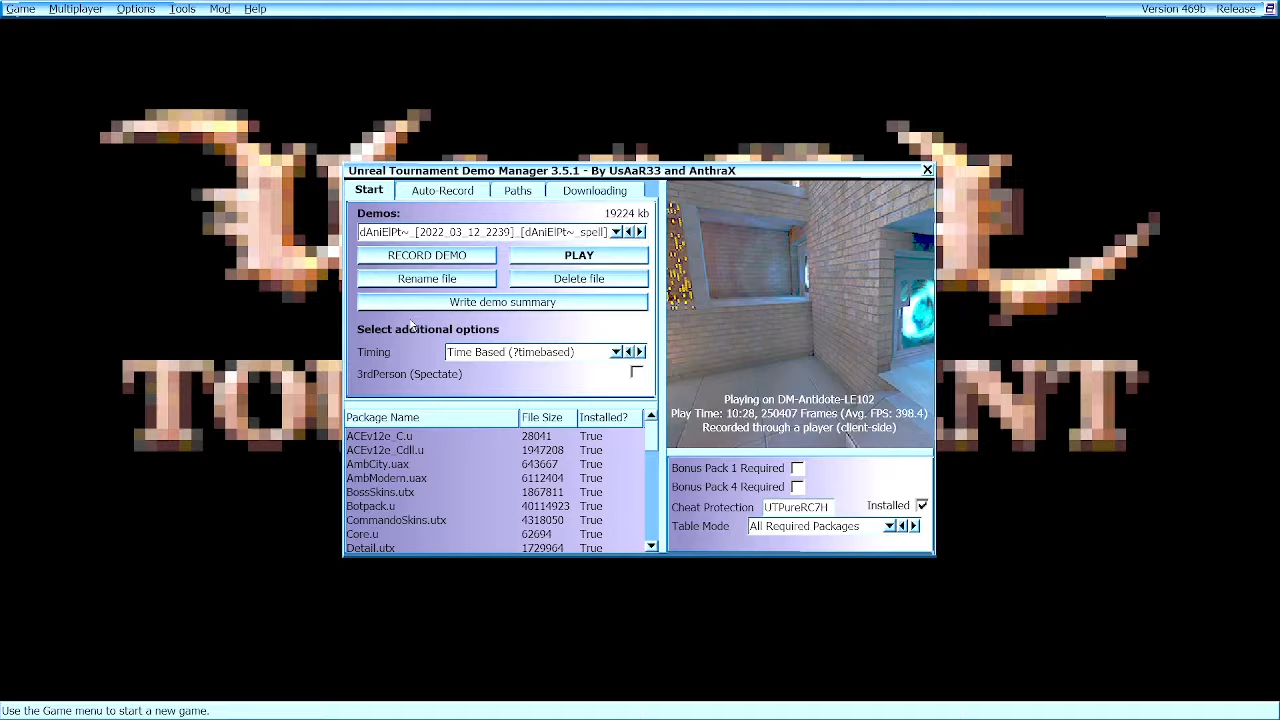 Game Multiplayer Options Tools Mod Help Version 469b - Release
Unreal Tournament Demo Manager 3.5.1 - By UsAaR33 and AnthraX
Start Auto-Record Paths Downloading
Demos: 19224 kb
dAniElPt~_[2022_03_12_2239]_[dAniElPt~_spell]
RECORD DEMO PLAY
Rename file Delete file
Write demo summary
Select additional options
Timing Time Based (?timebased)
3rdPerson (Spectate)
Package Name File Size Installed?
ACEv12e_C.u 28041 True
ACEv12e_Cdll.u 1947208 True
AmbCity.uax 643667 True
AmbModern.uax 6112404 True
BossSkins.utx 1867811 True
Botpack.u 40114923 True
CommandoSkins.utx 4318050 True
Core.u 62694 True
Detail.utx 1729964 True
Playing on DM-Antidote-LE102
Play Time: 10:28, 250407 Frames (Avg. FPS: 398.4)
Recorded through a player (client-side)
Bonus Pack 1 Required
Bonus Pack 4 Required
Cheat Protection UTPureRC7H Installed
Table Mode All Required Packages
Use the Game menu to start a new game.